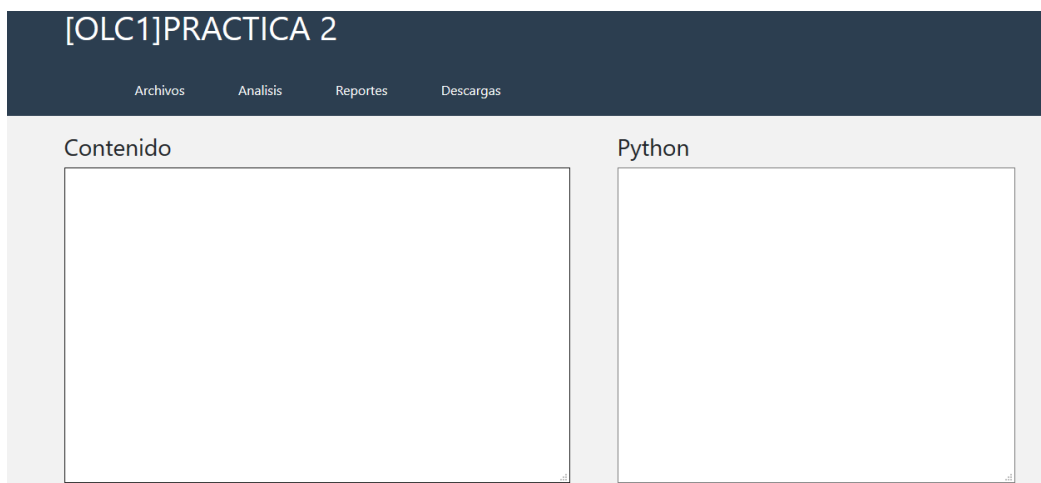 [OLC1]PRACTICA 2
Archivos Analisis Reportes Descargas
Contenido Python